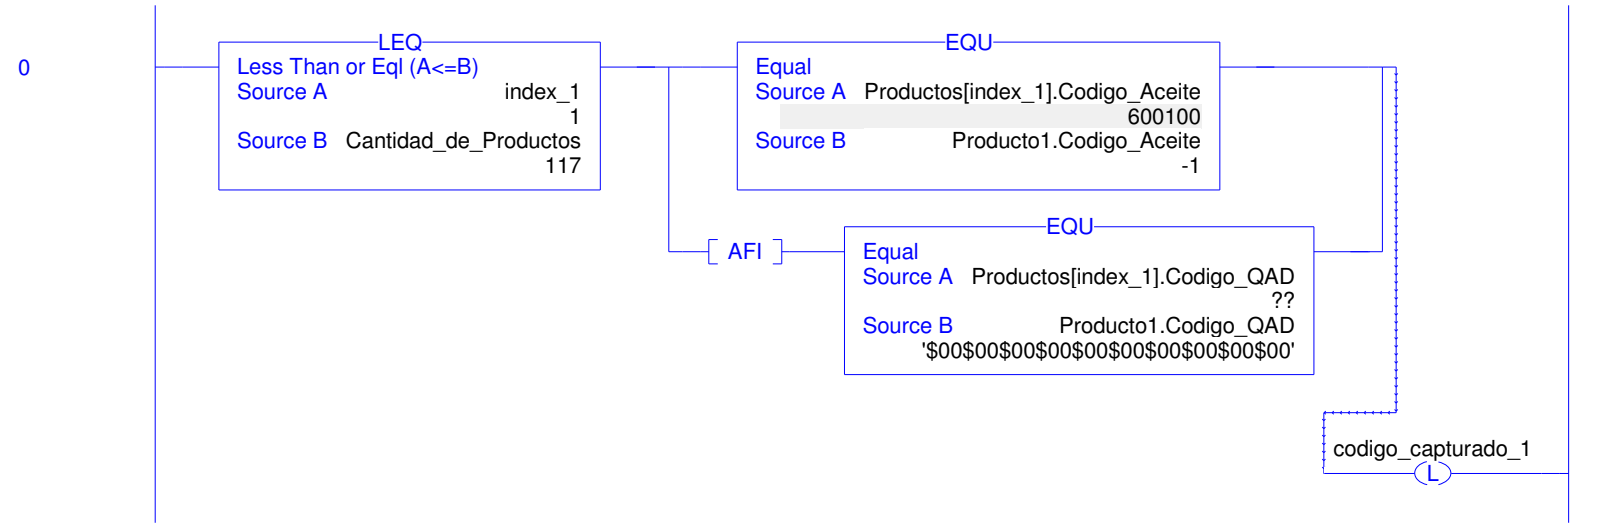 0
LEQ
Less Than or Eql (A<=B)
Source A index_1
1
Source B Cantidad_de_Productos
117
EQU
Equal
Source A Productos[index_1].Codigo_Aceite
600100
Source B Producto1.Codigo_Aceite
-1
AFI
EQU
Equal
Source A Productos[index_1].Codigo_QAD
??
Source B Producto1.Codigo_QAD
'$00$00$00$00$00$00$00$00$00$00'
codigo_capturado_1
L